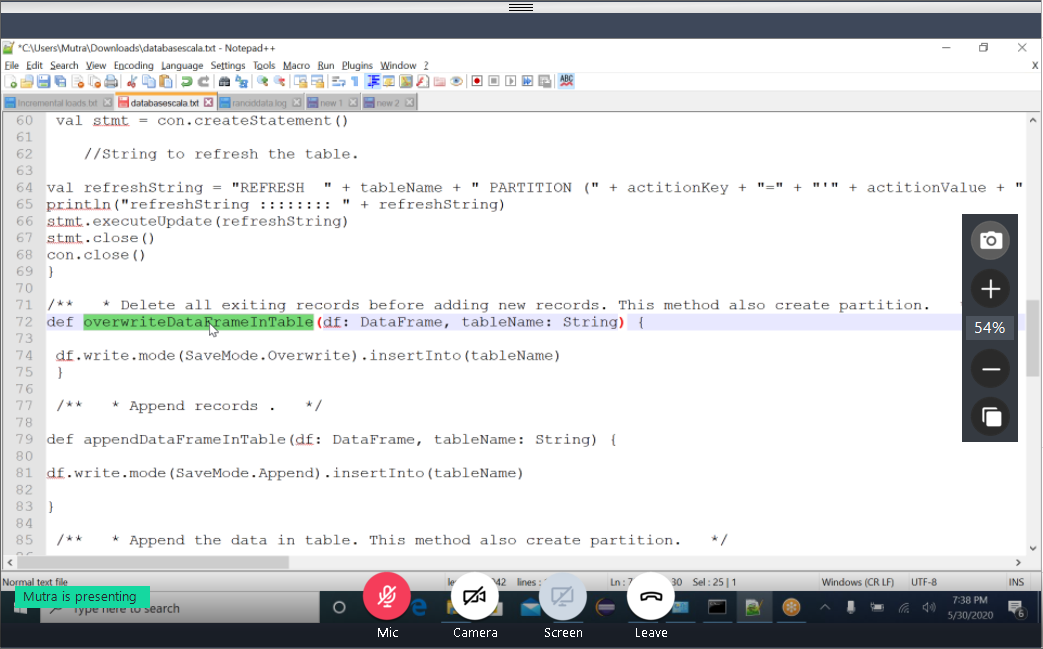 *C:\Users\Mutra\Downloads\databasescala.txt - Notepad++
File Edit Search View Encoding Language Settings Tools Macro Run Plugins Window ? X
Incremental loads.txt databasescala.txt ranoiddata.log new 1 new 2
60 val stmt = con.createStatement()
61
62 //String to refresh the table.
63
64 val refreshString = "REFRESH " + tableName + " PARTITION (" + actitionKey + "=" + "'" + actitionValue + "
65 println("refreshString :::::::: " + refreshString)
66 stmt.executeUpdate(refreshString)
67 stmt.close()
68 con.close()
69 }
70
71 /** * Delete all exiting records before adding new records. This method also create partition.
72 def overwriteDataFrameInTable(df: DataFrame, tableName: String) {
73
74 df.write.mode(SaveMode.Overwrite).insertInto(tableName)
75 }
76
77 /** * Append records . */
78
79 def appendDataFrameInTable(df: DataFrame, tableName: String) {
80
81 df.write.mode(SaveMode.Append).insertInto(tableName)
82
83 }
84
85 /** * Append the data in table. This method also create partition. */
54%
Normal text file lines : Ln : 30 Sel : 25 | 1 Windows (CR LF) UTF-8 INS
Mutra is presenting
Type here to search
7:38 PM
5/30/2020
6
Mic Camera Screen Leave